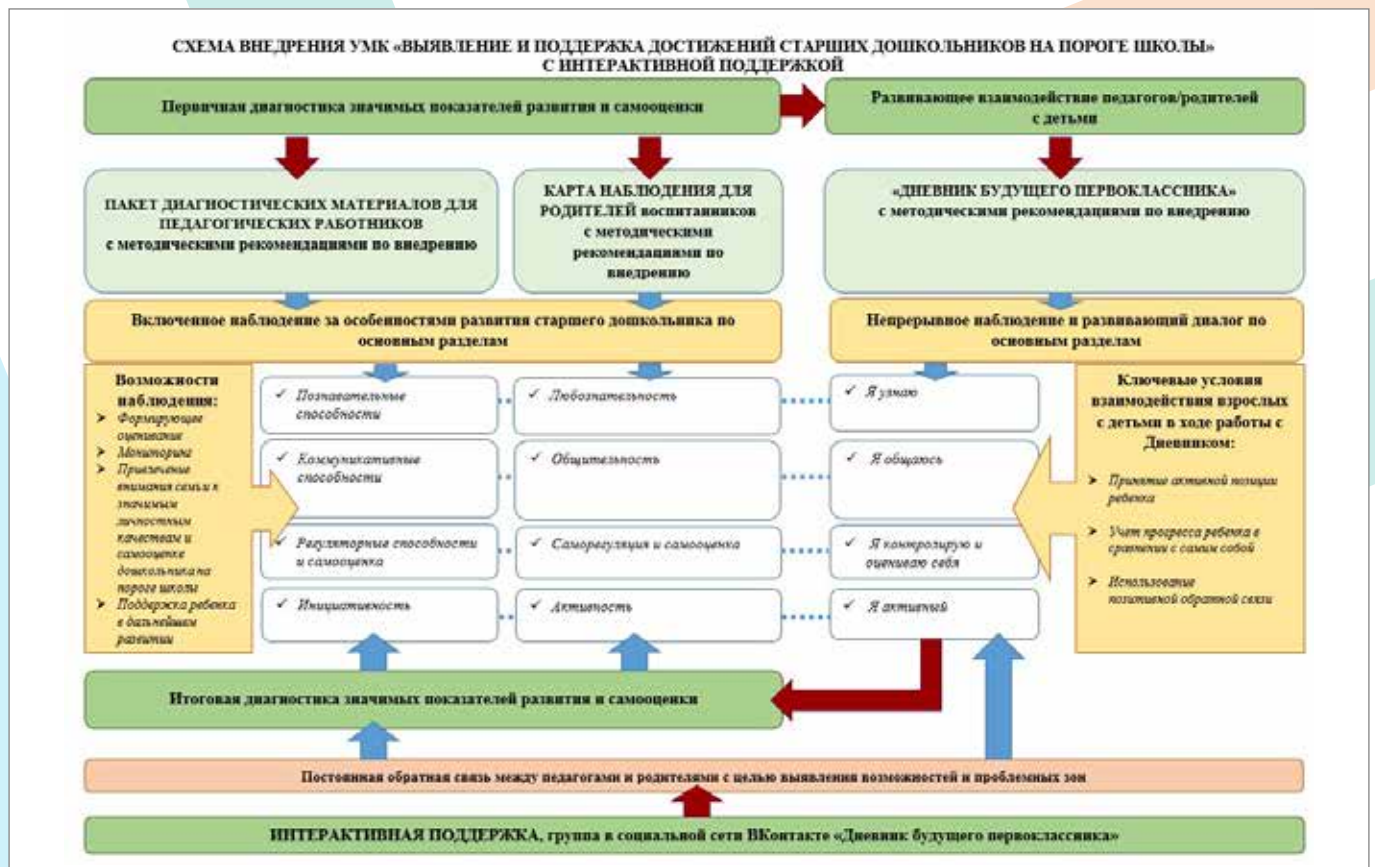 СХЕМА ВНЕДРЕНИЯ УМК «ВЫЯВЛЕНИЕ И ПОДДЕРЖКА ДОСТИЖЕНИЙ СТАРШИХ ДОШКОЛЬНИКОВ НА ПОРОГЕ ШКОЛЫ»
С ИНТЕРАКТИВНОЙ ПОДДЕРЖКОЙ
Первичная диагностика значимых показателей развития и самооценки
Развивающее взаимодействие педагогов/родителей
с детьми
ПАКЕТ ДИАГНОСТИЧЕСКИХ МАТЕРИАЛОВ ДЛЯ
ПЕДАГОГИЧЕСКИХ РАБОТНИКОВ
с методическими рекомендациями по внедрению
КАРТА НАБЛЮДЕНИЯ ДЛЯ
РОДИТЕЛЕЙ воспитанников
с методическими
рекомендациями по
внедрению
«ДНЕВНИК БУДУЩЕГО ПЕРВОКЛАССНИКА»
с методическими рекомендациями по внедрению
Включенное наблюдение за особенностями развития старшего дошкольника по
основным разделам
Непрерывное наблюдение и развивающий диалог по
основным разделам
Возможности
наблюдения:
➢ Формирующее
оценивание
➢ Мониторинг
➢ Привлечение
внимания семьи к
значимым
личностным
качествам и
самооценке
дошкольника на
пороге школы
➢ Поддержка ребенка
в дальнейшем
развитии
✓ Познавательные
способности
✓ Любознательность
✓ Я узнаю
✓ Коммуникативные
способности
✓ Общительность
✓ Я общаюсь
✓ Регуляторные способности
и самооценка
✓ Саморегуляция и самооценка
✓ Я контролирую и
оцениваю себя
✓ Инициативность
✓ Активность
✓ Я активный
Ключевые условия
взаимодействия взрослых
с детьми в ходе работы с
Дневником:
➢ Принятие активной позиции
ребенка
➢ Учет прогресса ребенка в
сравнении с самим собой
➢ Использование
позитивной обратной связи
Итоговая диагностика значимых показателей развития и самооценки
Постоянная обратная связь между педагогами и родителями с целью выявления возможностей и проблемных зон
ИНТЕРАКТИВНАЯ ПОДДЕРЖКА, группа в социальной сети ВКонтакте «Дневник будущего первоклассника»